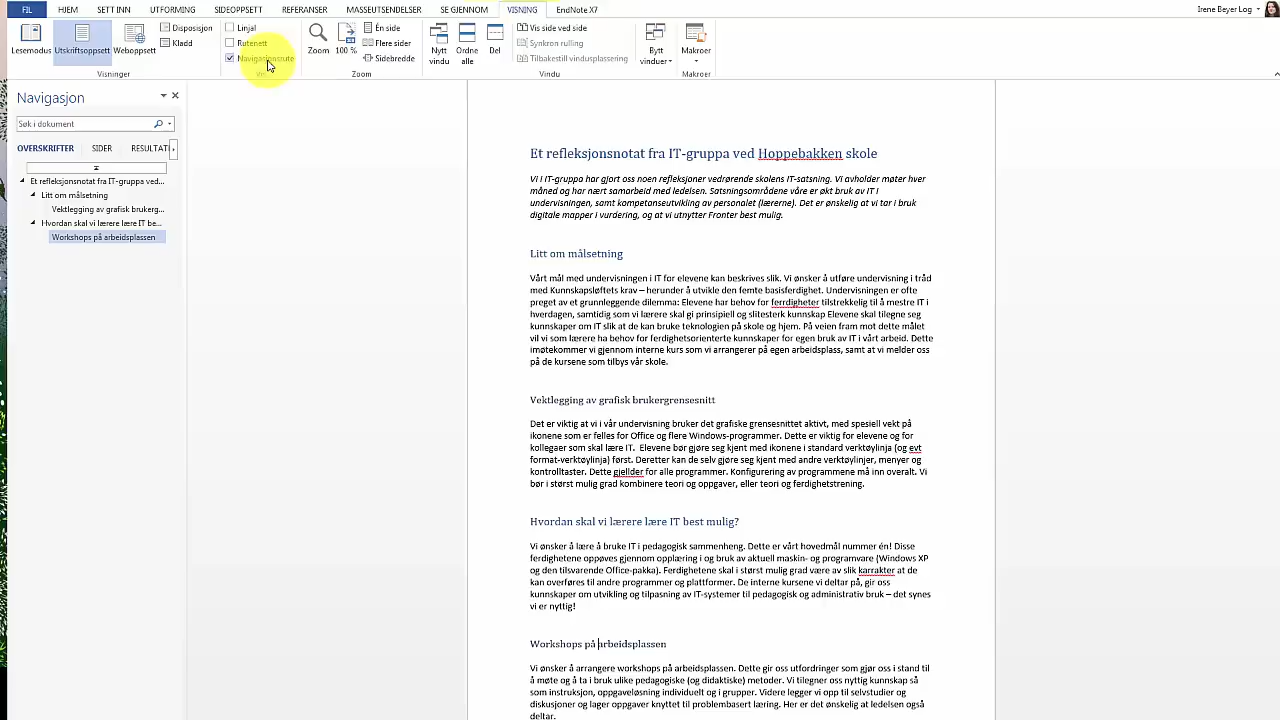 FIL HJEM SETT INN UTFORMING SIDEOPPSETT REFERANSER MASSEUTSENDELSER SE GJENNOM VISNING EndNote X7 Irene Beyer Log
Lesemodus Utskriftsoppsett Weboppsett Disposisjon Kladd
Visninger
Linjal
Rutenett
Navigasjonsrute
Zoom 100 % Én side Flere sider Sidebredde
Zoom
Nytt vindu Ordne alle Del Vis side ved side Synkron rulling Tilbakestill vindusplassering Bytt vinduer
Vindu
Makroer
Makroer
Navigasjon
Søk i dokument
OVERSKRIFTER SIDER RESULTAT
Et refleksjonsnotat fra IT-gruppa ved...
Litt om målsetning
Vektlegging av grafisk brukerg...
Hvordan skal vi lærere lære IT be...
Workshops på arbeidsplassen
Et refleksjonsnotat fra IT-gruppa ved Hoppebakken skole
Vi i IT-gruppa har gjort oss noen refleksjoner vedrørende skolens IT-satsning. Vi avholder møter hver
måned og har nært samarbeid med ledelsen. Satsningsområdene våre er økt bruk av IT i
undervisningen, samt kompetanseutvikling av personalet (lærerne). Det er ønskelig at vi tar i bruk
digitale mapper i vurdering, og at vi utnytter Fronter best mulig.
Litt om målsetning
Vårt mål med undervisningen i IT for elevene kan beskrives slik. Vi ønsker å utføre undervisning i tråd
med Kunnskapsløftets krav – herunder å utvikle den femte basisferdighet. Undervisningen er ofte
preget av et grunnleggende dilemma: Elevene har behov for ferrdigheter tilstrekkelig til å mestre IT i
hverdagen, samtidig som vi lærere skal gi prinsipiell og slitesterk kunnskap Elevene skal tilegne seg
kunnskaper om IT slik at de kan bruke teknologien på skole og hjem. På veien fram mot dette målet
vil vi som lærere ha behov for ferdighetsorienterte kunnskaper for egen bruk av IT i vårt arbeid. Dette
imøtekommer vi gjennom interne kurs som vi arrangerer på egen arbeidsplass, samt at vi melder oss
på de kursene som tilbys vår skole.
Vektlegging av grafisk brukergrensesnitt
Det er viktig at vi i vår undervisning bruker det grafiske grensesnittet aktivt, med spesiell vekt på
ikonene som er felles for Office og flere Windows-programmer. Dette er viktig for elevene og for
kollegaer som skal lære IT. Elevene bør gjøre seg kjent med ikonene i standard verktøylinja (og evt
format-verktøylinja) først. Deretter kan de selv gjøre seg kjent med andre verktøylinjer, menyer og
kontrolltaster. Dette gjellder for alle programmer. Konfigurering av programmene må inn overalt. Vi
bør i størst mulig grad kombinere teori og oppgaver, eller teori og ferdighetstrening.
Hvordan skal vi lærere lære IT best mulig?
Vi ønsker å lære å bruke IT i pedagogisk sammenheng. Dette er vårt hovedmål nummer én! Disse
ferdighetene oppøves gjennom opplæring i og bruk av aktuell maskin- og programvare (Windows XP
og den tilsvarende Office-pakka). Ferdighetene skal i størst mulig grad være av slik karrakter at de
kan overføres til andre programmer og plattformer. De interne kursene vi deltar på, gir oss
kunnskaper om utvikling og tilpasning av IT-systemer til pedagogisk og administrativ bruk – det synes
vi er nyttig!
Workshops på arbeidsplassen
Vi ønsker å arrangere workshops på arbeidsplassen. Dette gir oss utfordringer som gjør oss i stand til
å møte og å ta i bruk ulike pedagogiske (og didaktiske) metoder. Vi tilegner oss nyttig kunnskap så
som instruksjon, oppgaveløsning individuelt og i grupper. Videre legger vi opp til selvstudier og
diskusjoner og lager oppgaver knyttet til problembasert læring. Her er det ønskelig at ledelsen også
deltar.